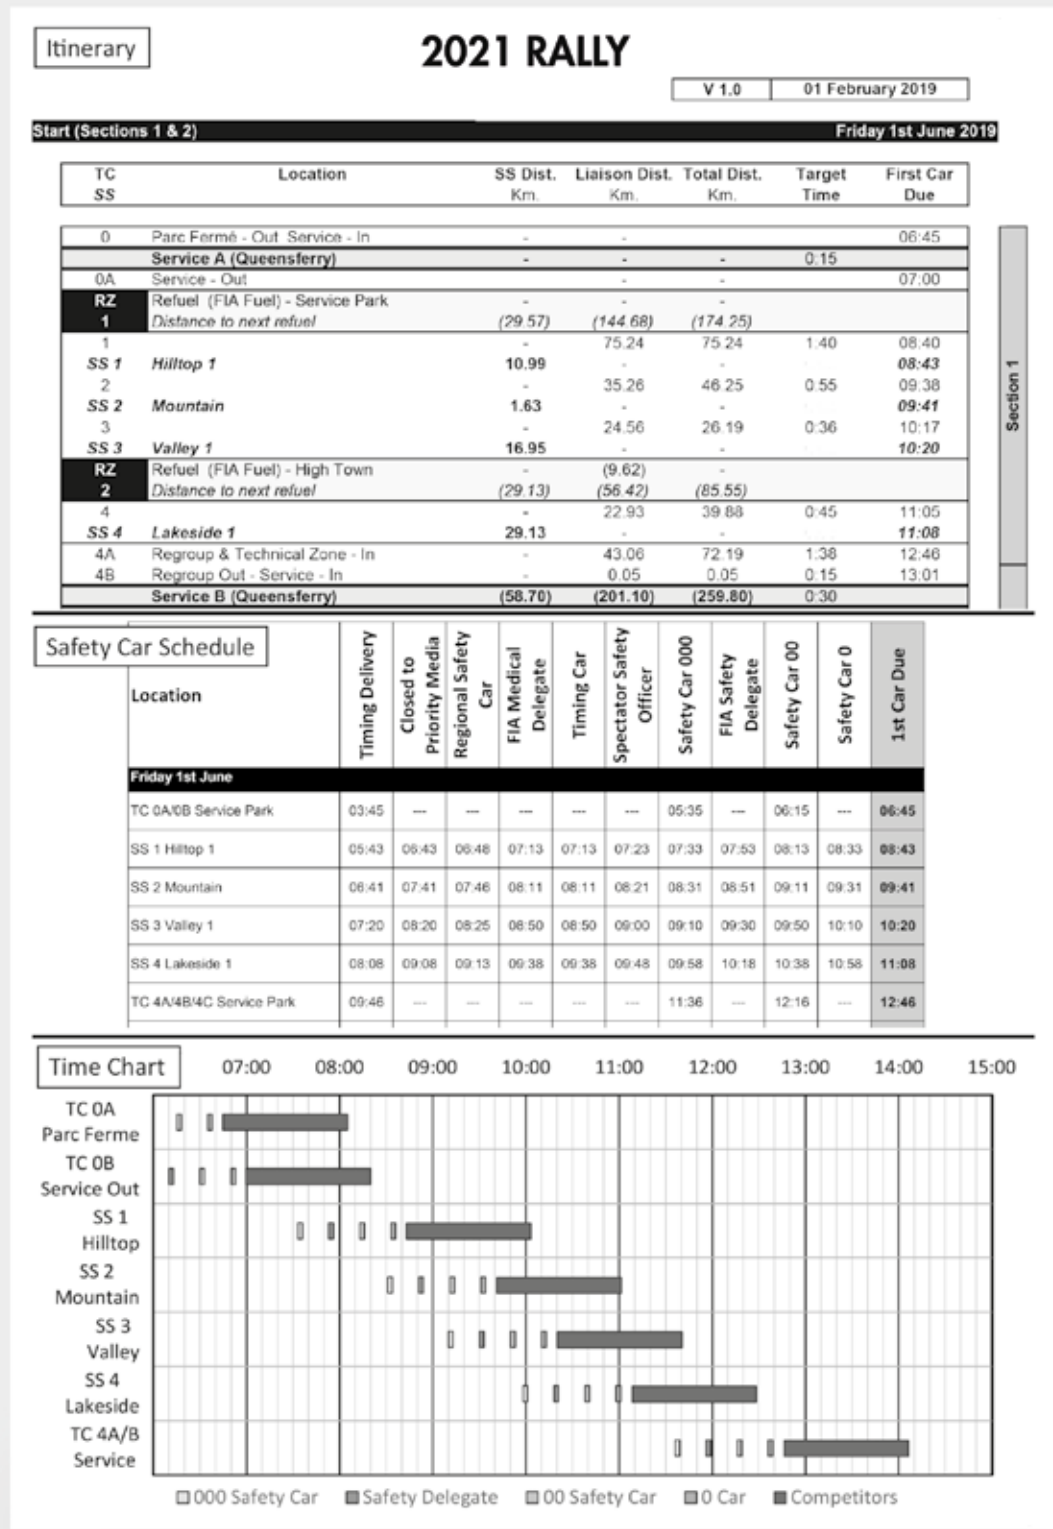 Itinerary
2021 RALLY
V 1.0 01 February 2019
Start (Sections 1 & 2) Friday 1st June 2019
TC Location SS Dist. Liaison Dist. Total Dist. Target First Car
SS Km. Km. Km. Time Due
0 Parc Fermé - Out Service - In - - 06:45
Service A (Queensferry) - - - 0:15
0A Service - Out - - 07:00
RZ Refuel (FIA Fuel) - Service Park - - -
1 Distance to next refuel (29.57) (144.68) (174.25)
1 - 75.24 75.24 1:40 08:40
SS 1 Hilltop 1 10.99 - - 08:43
2 - 35.26 46.25 0:55 09:38
SS 2 Mountain 1.63 - - 09:41
3 - 24.56 26.19 0:36 10:17
SS 3 Valley 1 16.95 - - 10:20
RZ Refuel (FIA Fuel) - High Town - (9.62) -
2 Distance to next refuel (29.13) (56.42) (85.55)
4 - 22.93 39.88 0:45 11:05
SS 4 Lakeside 1 29.13 - - 11:08
4A Regroup & Technical Zone - In - 43.06 72.19 1:38 12:46
4B Regroup Out - Service - In - 0.05 0.05 0:15 13:01
Service B (Queensferry) (58.70) (201.10) (259.80) 0:30
Section 1
Safety Car Schedule
Location
Timing Delivery
Closed to
Priority Media
Regional Safety
Car
FIA Medical
Delegate
Timing Car
Spectator Safety
Officer
Safety Car 000
FIA Safety
Delegate
Safety Car 00
Safety Car 0
1st Car Due
Friday 1st June
TC 0A/0B Service Park 03:45 --- --- --- --- --- 05:35 --- 06:15 --- 06:45
SS 1 Hilltop 1 05:43 06:43 06:48 07:13 07:13 07:23 07:33 07:53 08:13 08:33 08:43
SS 2 Mountain 06:41 07:41 07:46 08:11 08:11 08:21 08:31 08:51 09:11 09:31 09:41
SS 3 Valley 1 07:20 08:20 08:25 08:50 08:50 09:00 09:10 09:30 09:50 10:10 10:20
SS 4 Lakeside 1 08:08 09:08 09:13 09:38 09:38 09:48 09:58 10:18 10:38 10:58 11:08
TC 4A/4B/4C Service Park 09:46 --- --- --- --- --- 11:36 --- 12:16 --- 12:46
Time Chart
07:00 08:00 09:00 10:00 11:00 12:00 13:00 14:00 15:00
TC 0A
Parc Ferme
TC 0B
Service Out
SS 1
Hilltop
SS 2
Mountain
SS 3
Valley
SS 4
Lakeside
TC 4A/B
Service
000 Safety Car Safety Delegate 00 Safety Car 0 Car Competitors